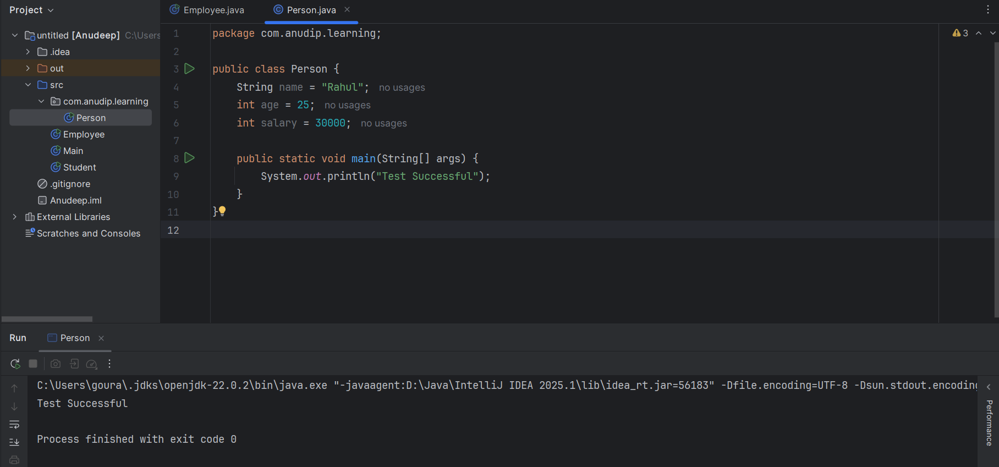 Project
Employee.java
Person.java
untitled [Anudeep] C:\Users
.idea
out
src
com.anudip.learning
Person
Employee
Main
Student
.gitignore
Anudeep.iml
External Libraries
Scratches and Consoles
3
1 package com.anudip.learning;
2
3 public class Person {
4 String name = "Rahul"; no usages
5 int age = 25; no usages
6 int salary = 30000; no usages
7
8 public static void main(String[] args) {
9 System.out.println("Test Successful");
10 }
11 }
12
Run
Person
C:\Users\goura\.jdks\openjdk-22.0.2\bin\java.exe "-javaagent:D:\Java\IntelliJ IDEA 2025.1\lib\idea_rt.jar=56183" -Dfile.encoding=UTF-8 -Dsun.stdout.encoding
Test Successful
Process finished with exit code 0
Performance